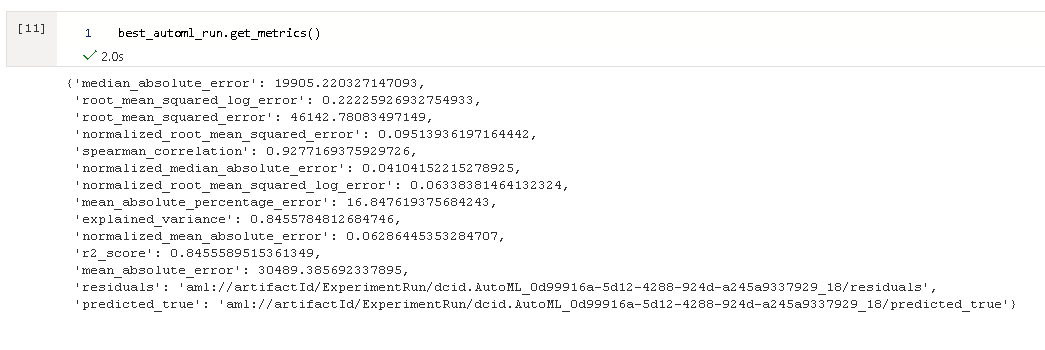 [11]
1 best_automl_run.get_metrics()
✓ 2.0s
{'median_absolute_error': 19905.220327147093,
'root_mean_squared_log_error': 0.22225926932754933,
'root_mean_squared_error': 46142.78083497149,
'normalized_root_mean_squared_error': 0.09513936197164442,
'spearman_correlation': 0.9277169375929726,
'normalized_median_absolute_error': 0.04104152215278925,
'normalized_root_mean_squared_log_error': 0.06338381464132324,
'mean_absolute_percentage_error': 16.847619375684243,
'explained_variance': 0.8455784812684746,
'normalized_mean_absolute_error': 0.06286445353284707,
'r2_score': 0.8455589515361349,
'mean_absolute_error': 30489.385692337895,
'residuals': 'aml://artifactId/ExperimentRun/dcid.AutoML_0d99916a-5d12-4288-924d-a245a9337929_18/residuals',
'predicted_true': 'aml://artifactId/ExperimentRun/dcid.AutoML_0d99916a-5d12-4288-924d-a245a9337929_18/predicted_true'}